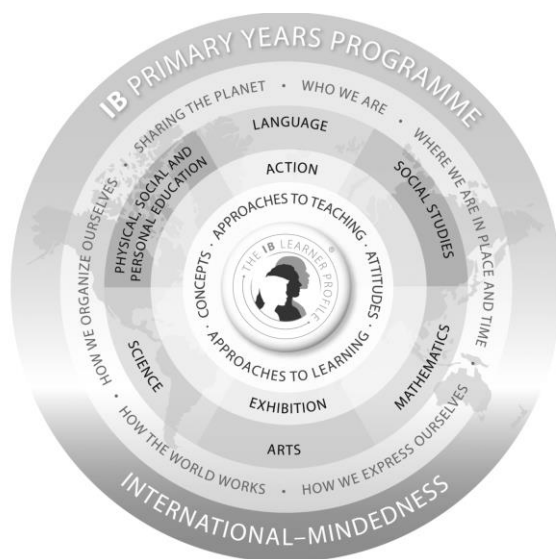 IB PRIMARY YEARS PROGRAMME
SHARING THE PLANET • WHO WE ARE • WHERE WE ARE IN PLACE AND TIME • HOW WE EXPRESS OURSELVES • HOW THE WORLD WORKS • HOW WE ORGANIZE OURSELVES •
LANGUAGE
SOCIAL STUDIES
MATHEMATICS
ARTS
SCIENCE
PHYSICAL, SOCIAL AND
PERSONAL EDUCATION
ACTION
EXHIBITION
APPROACHES TO TEACHING · ATTITUDES · APPROACHES TO LEARNING · CONCEPTS ·
THE IB LEARNER PROFILE
®
INTERNATIONAL–MINDEDNESS